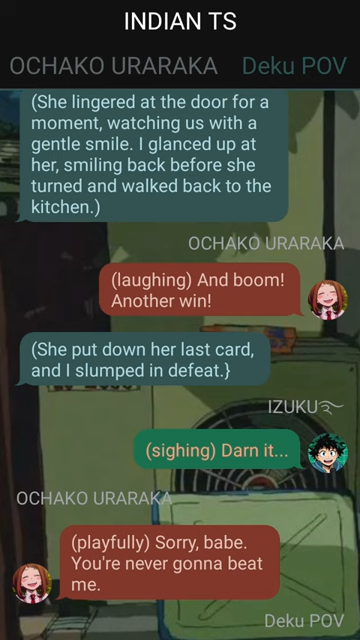 INDIAN TS
OCHAKO URARAKA Deku POV
(She lingered at the door for a
moment, watching us with a
gentle smile. I glanced up at
her, smiling back before she
turned and walked back to the
kitchen.)
OCHAKO URARAKA
(laughing) And boom!
Another win!
(She put down her last card,
and I slumped in defeat.}
IZUKU
(sighing) Darn it...
OCHAKO URARAKA
(playfully) Sorry, babe.
You're never gonna beat
me.
Deku POV